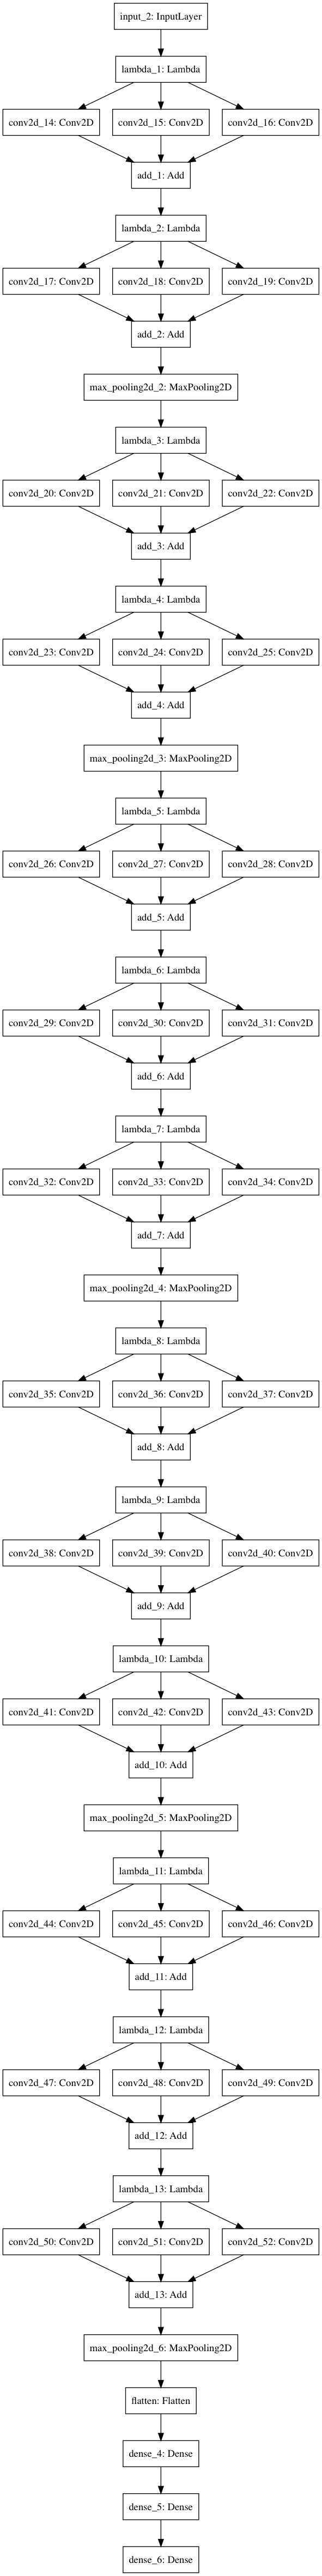 input_2: InputLayer
lambda_1: Lambda
conv2d_14: Conv2D
conv2d_15: Conv2D
conv2d_16: Conv2D
add_1: Add
lambda_2: Lambda
conv2d_17: Conv2D
conv2d_18: Conv2D
conv2d_19: Conv2D
add_2: Add
max_pooling2d_2: MaxPooling2D
lambda_3: Lambda
conv2d_20: Conv2D
conv2d_21: Conv2D
conv2d_22: Conv2D
add_3: Add
lambda_4: Lambda
conv2d_23: Conv2D
conv2d_24: Conv2D
conv2d_25: Conv2D
add_4: Add
max_pooling2d_3: MaxPooling2D
lambda_5: Lambda
conv2d_26: Conv2D
conv2d_27: Conv2D
conv2d_28: Conv2D
add_5: Add
lambda_6: Lambda
conv2d_29: Conv2D
conv2d_30: Conv2D
conv2d_31: Conv2D
add_6: Add
lambda_7: Lambda
conv2d_32: Conv2D
conv2d_33: Conv2D
conv2d_34: Conv2D
add_7: Add
max_pooling2d_4: MaxPooling2D
lambda_8: Lambda
conv2d_35: Conv2D
conv2d_36: Conv2D
conv2d_37: Conv2D
add_8: Add
lambda_9: Lambda
conv2d_38: Conv2D
conv2d_39: Conv2D
conv2d_40: Conv2D
add_9: Add
lambda_10: Lambda
conv2d_41: Conv2D
conv2d_42: Conv2D
conv2d_43: Conv2D
add_10: Add
max_pooling2d_5: MaxPooling2D
lambda_11: Lambda
conv2d_44: Conv2D
conv2d_45: Conv2D
conv2d_46: Conv2D
add_11: Add
lambda_12: Lambda
conv2d_47: Conv2D
conv2d_48: Conv2D
conv2d_49: Conv2D
add_12: Add
lambda_13: Lambda
conv2d_50: Conv2D
conv2d_51: Conv2D
conv2d_52: Conv2D
add_13: Add
max_pooling2d_6: MaxPooling2D
flatten: Flatten
dense_4: Dense
dense_5: Dense
dense_6: Dense